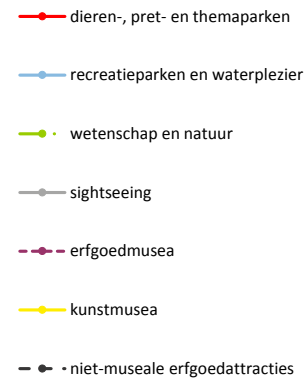 dieren-, pret- en themaparken
recreatieparken en waterplezier
wetenschap en natuur
sightseeing
erfgoedmusea
kunstmusea
niet-museale erfgoedattracties